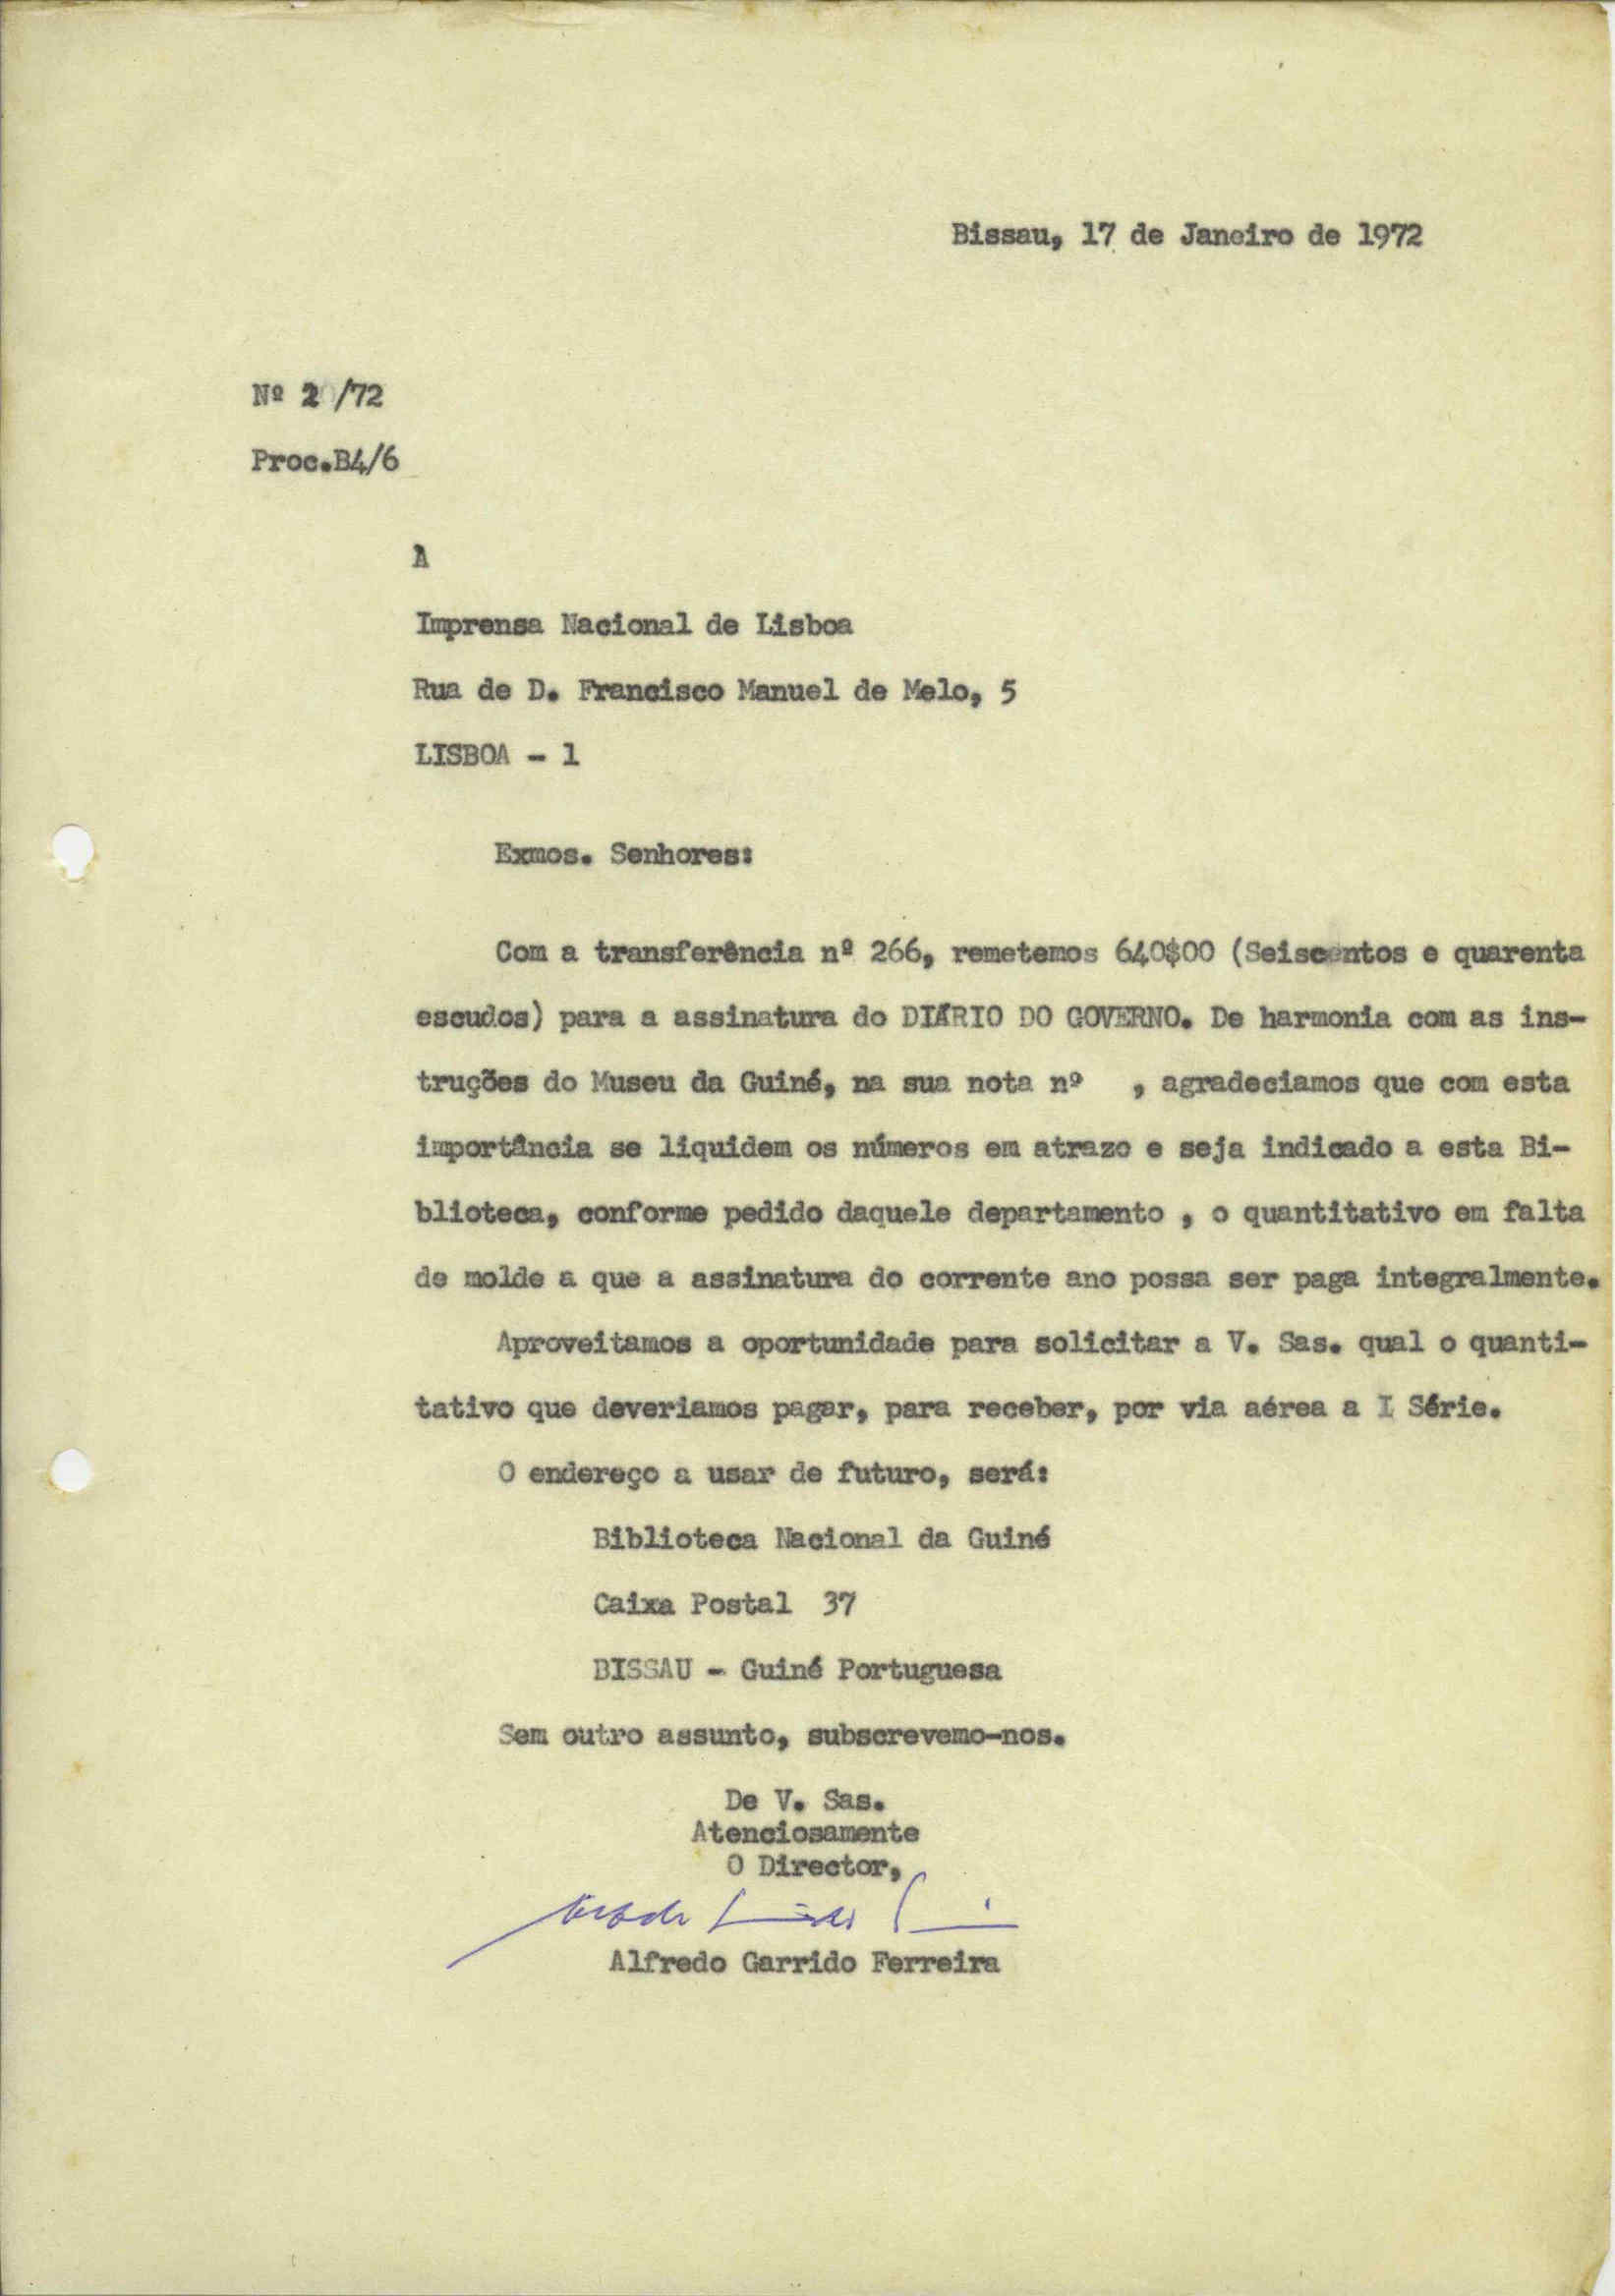 Bissau, 17 de Janeiro de 1972
Nº 2 /72
Proc.B4/6
A
Imprensa Nacional de Lisboa
Rua de D. Francisco Manuel de Melo, 5
LISBOA - 1
Exmos. Senhores:
Com a transferência nº 266, remetemos 640$00 (Seiscentos e quarenta
escudos) para a assinatura do DIÁRIO DO GOVERNO. De harmonia com as ins-
truções do Museu da Guiné, na sua nota nº , agradeciamos que com esta
importância se liquidem os números em atrazo e seja indicado a esta Bi-
blioteca, conforme pedido daquele departamento , o quantitativo em falta
de molde a que a assinatura do corrente ano possa ser paga integralmente.
Aproveitamos a oportunidade para solicitar a V. Sas. qual o quanti-
tativo que deveriamos pagar, para receber, por via aérea a I Série.
O endereço a usar de futuro, será:
Biblioteca Nacional da Guiné
Caixa Postal 37
BISSAU - Guiné Portuguesa
Sem outro assunto, subscrevemo-nos.
De V. Sas.
Atenciosamente
O Director,
Alfredo Garrido Ferreira